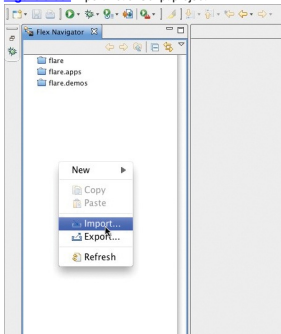 Flex Navigator
flare
flare.apps
flare.demos
New
Copy
Paste
Import...
Export...
Refresh